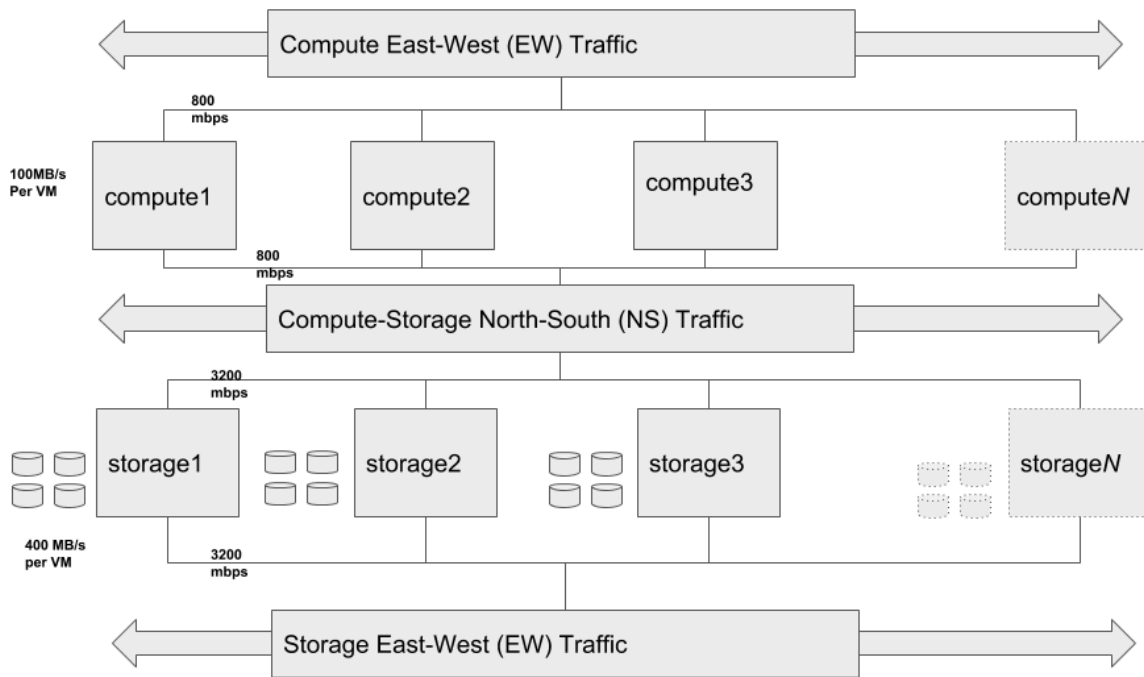 Compute East-West (EW) Traffic
800
mbps
100MB/s
Per VM
compute1
compute2
compute3
computeN
800
mbps
Compute-Storage North-South (NS) Traffic
3200
mbps
storage1
storage2
storage3
storageN
400 MB/s
per VM
3200
mbps
Storage East-West (EW) Traffic